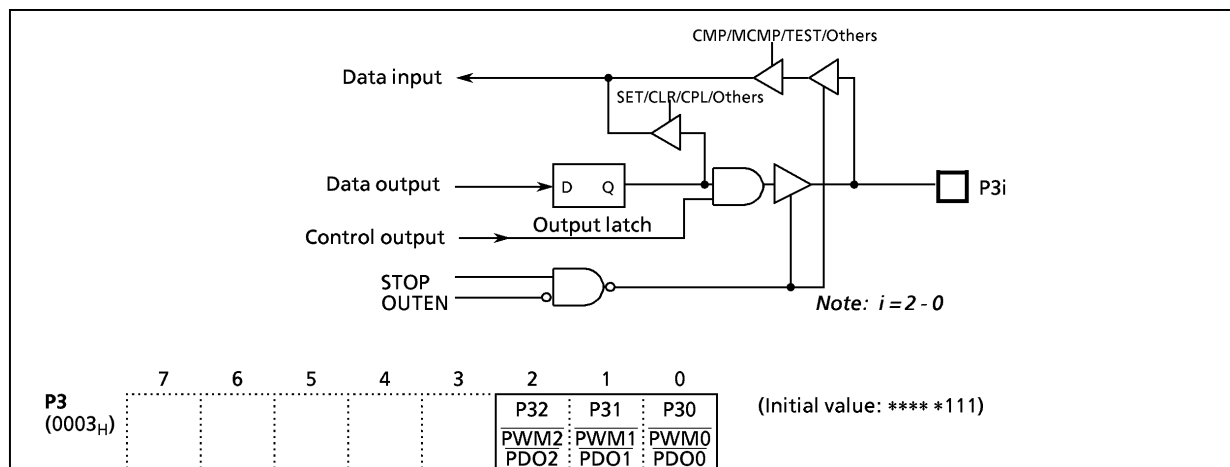 CMP/MCMP/TEST/Others
Data input
SET/CLR/CPL/Others
Data output
D Q
P3i
Output latch
Control output
STOP
OUTEN
Note: i = 2 - 0
7 6 5 4 3 2 1 0
P3
(0003H)
P32 P31 P30
(Initial value: **** *111)
PWM2 PWM1 PWM0
PDO2 PDO1 PDO0